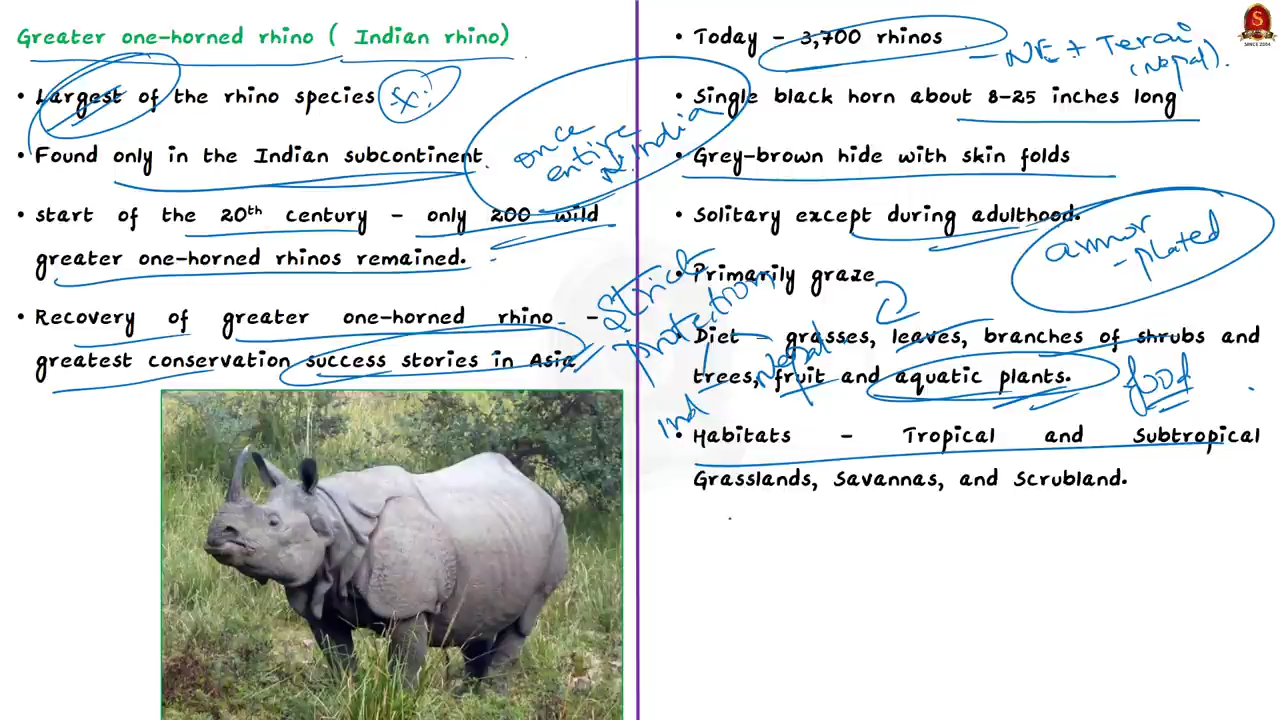 Greater one-horned rhino ( Indian rhino)
• Largest of the rhino species
• Found only in the Indian subcontinent.
once
entire
N. India
• start of the 20th century - only 200 wild
greater one-horned rhinos remained.
• Recovery of greater one-horned rhino -
greatest conservation success stories in Asia
Strict
protection
Ind
Nepal
• Today - 3,700 rhinos
- NE + Terai
(Nepal).
• Single black horn about 8-25 inches long
• Grey-brown hide with skin folds
• Solitary except during adulthood.
armor
-plated
• Primarily graze
• Diet - grasses, leaves, branches of shrubs and
trees, fruit and aquatic plants.
food
• Habitats - Tropical and Subtropical
Grasslands, Savannas, and Scrubland.
S
SINCE 2004